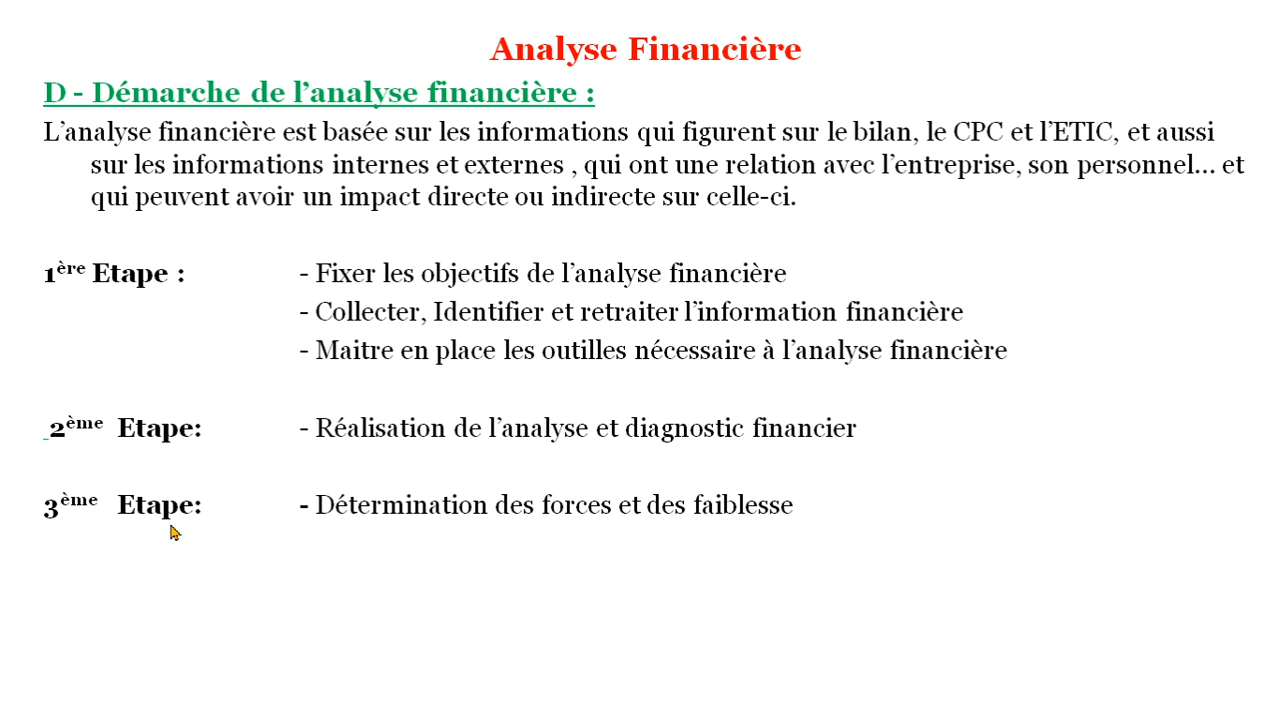 Analyse Financière
D - Démarche de l’analyse financière :
L’analyse financière est basée sur les informations qui figurent sur le bilan, le CPC et l’ETIC, et aussi
sur les informations internes et externes , qui ont une relation avec l’entreprise, son personnel... et
qui peuvent avoir un impact directe ou indirecte sur celle-ci.
1ère Etape : - Fixer les objectifs de l’analyse financière
- Collecter, Identifier et retraiter l’information financière
- Maitre en place les outilles nécessaire à l’analyse financière
2ème Etape: - Réalisation de l’analyse et diagnostic financier
3ème Etape: - Détermination des forces et des faiblesse